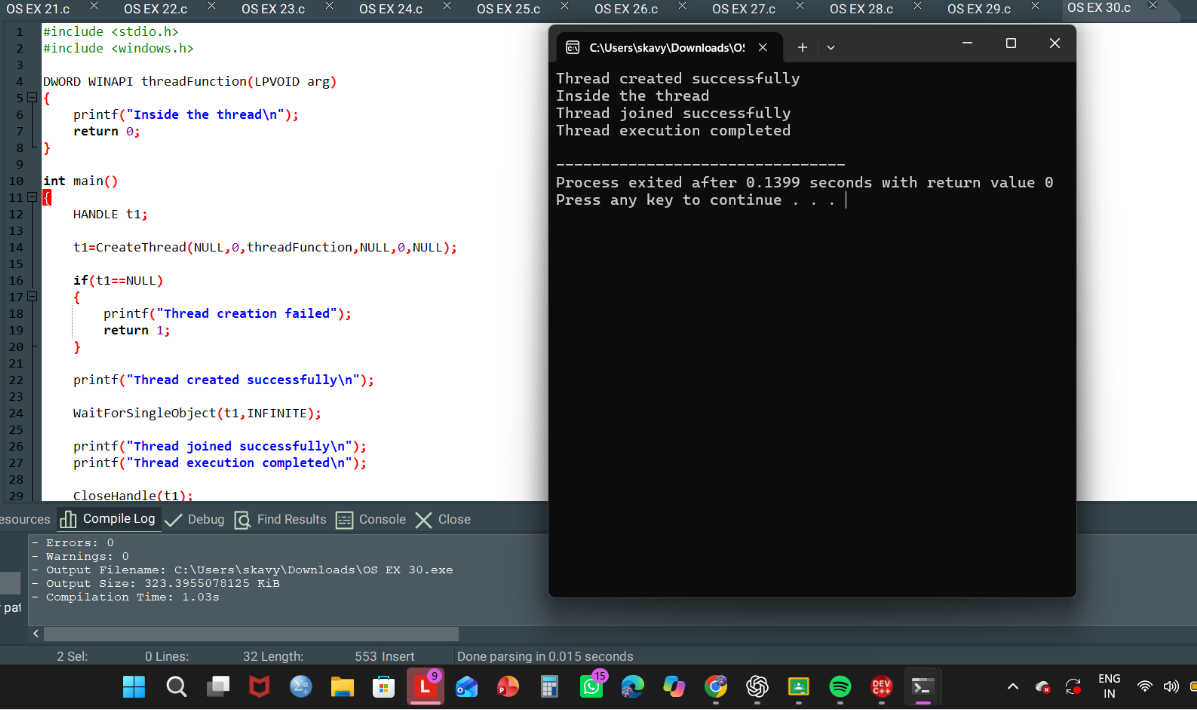 OS EX 21.c OS EX 22.c OS EX 23.c OS EX 24.c OS EX 25.c OS EX 26.c OS EX 27.c OS EX 28.c OS EX 29.c OS EX 30.c
1 #include <stdio.h>
2 #include <windows.h>
3
4 DWORD WINAPI threadFunction(LPVOID arg)
5 {
6 printf("Inside the thread\n");
7 return 0;
8 }
9
10 int main()
11 {
12 HANDLE t1;
13
14 t1=CreateThread(NULL,0,threadFunction,NULL,0,NULL);
15
16 if(t1==NULL)
17 {
18 printf("Thread creation failed");
19 return 1;
20 }
21
22 printf("Thread created successfully\n");
23
24 WaitForSingleObject(t1,INFINITE);
25
26 printf("Thread joined successfully\n");
27 printf("Thread execution completed\n");
28
29 CloseHandle(t1);
C:\Users\skavy\Downloads\O
Thread created successfully
Inside the thread
Thread joined successfully
Thread execution completed
--------------------------------
Process exited after 0.1399 seconds with return value 0
Press any key to continue . . .
esources Compile Log Debug Find Results Console Close
- Errors: 0
- Warnings: 0
- Output Filename: C:\Users\skavy\Downloads\OS EX 30.exe
- Output Size: 323.3955078125 KiB
- Compilation Time: 1.03s
pat
2 Sel: 0 Lines: 32 Length: 553 Insert Done parsing in 0.015 seconds
L 9 15 DEV C++ ENG
IN